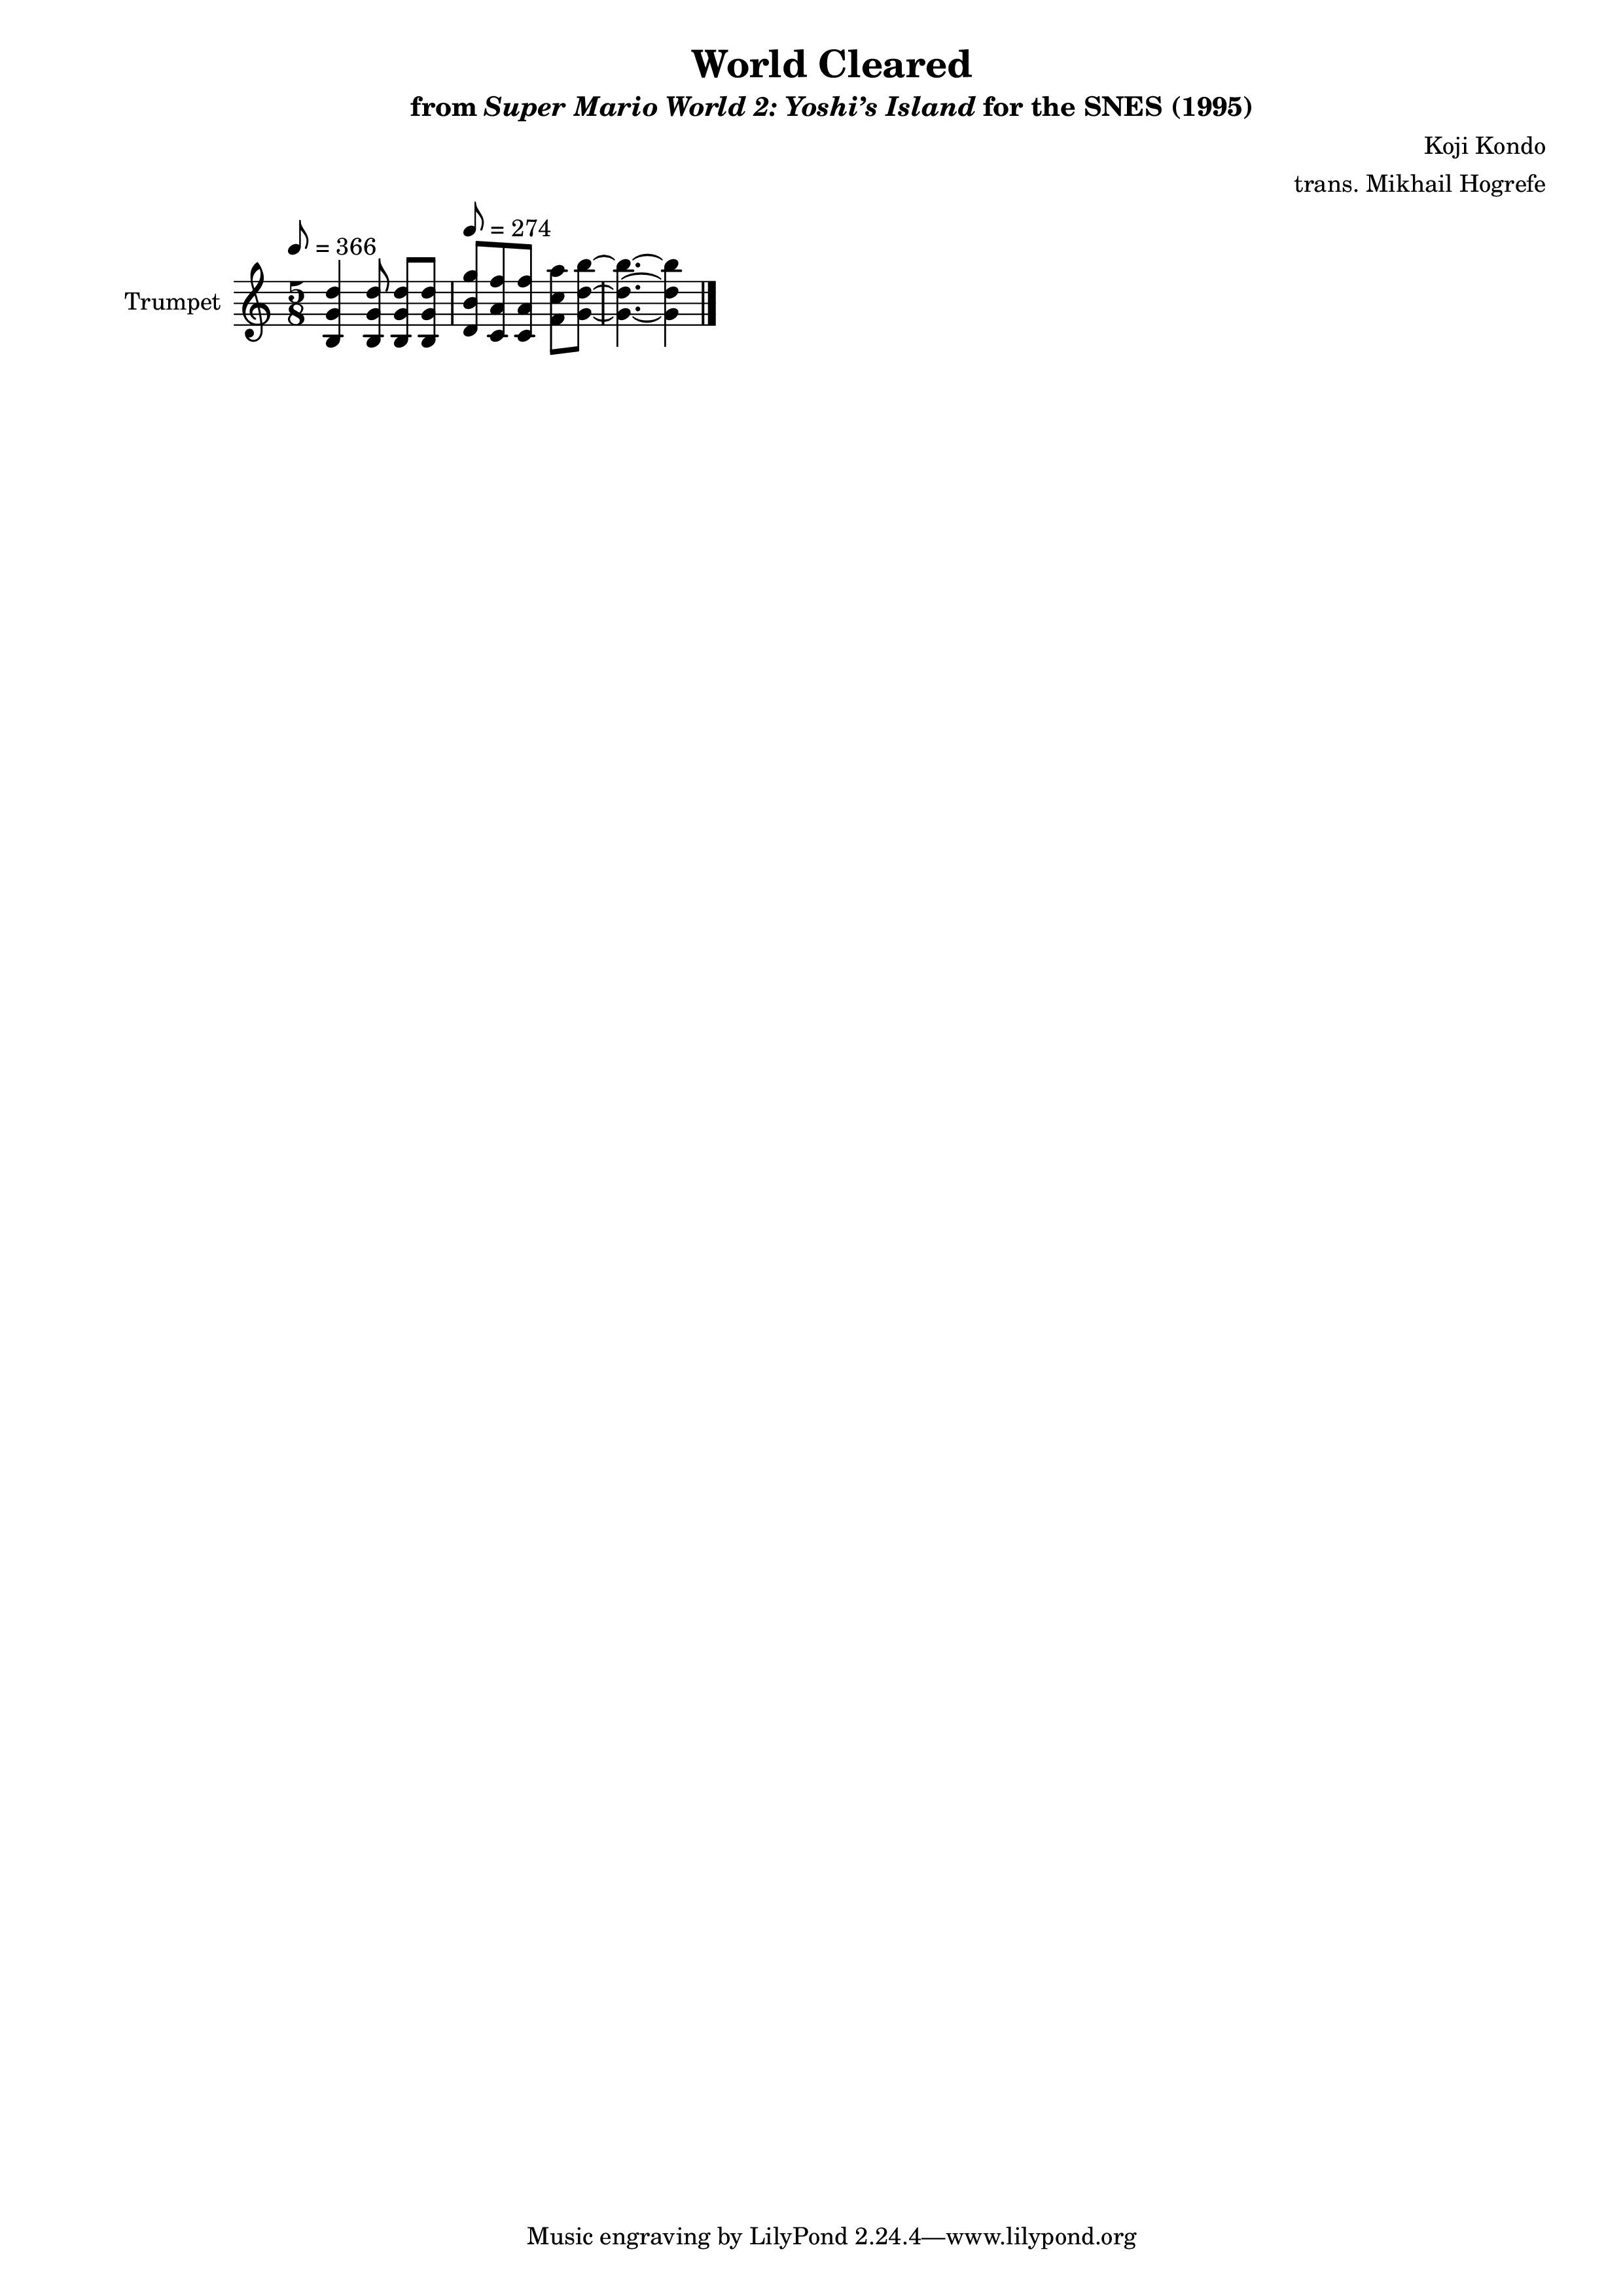 World Cleared
from Super Mario World 2: Yoshi’s Island for the SNES (1995)
Koji Kondo
trans. Mikhail Hogrefe
♪ = 366
♪ = 274
Trumpet
5
8
Music engraving by LilyPond 2.24.4—www.lilypond.org